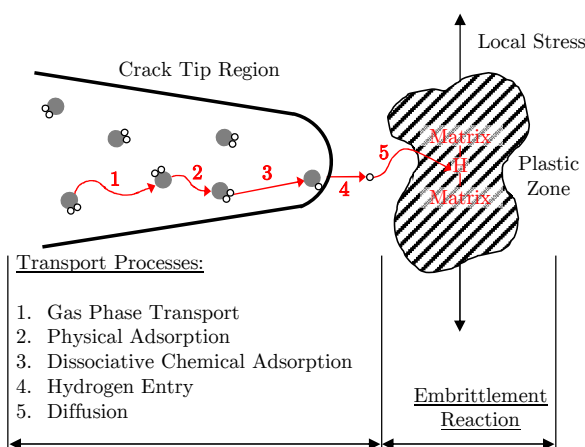 Local Stress
Crack Tip Region
1
2
3
4
5
Matrix
H
Matrix
Plastic
Zone
Transport Processes:
1. Gas Phase Transport
2. Physical Adsorption
3. Dissociative Chemical Adsorption
4. Hydrogen Entry
5. Diffusion
Embrittlement
Reaction